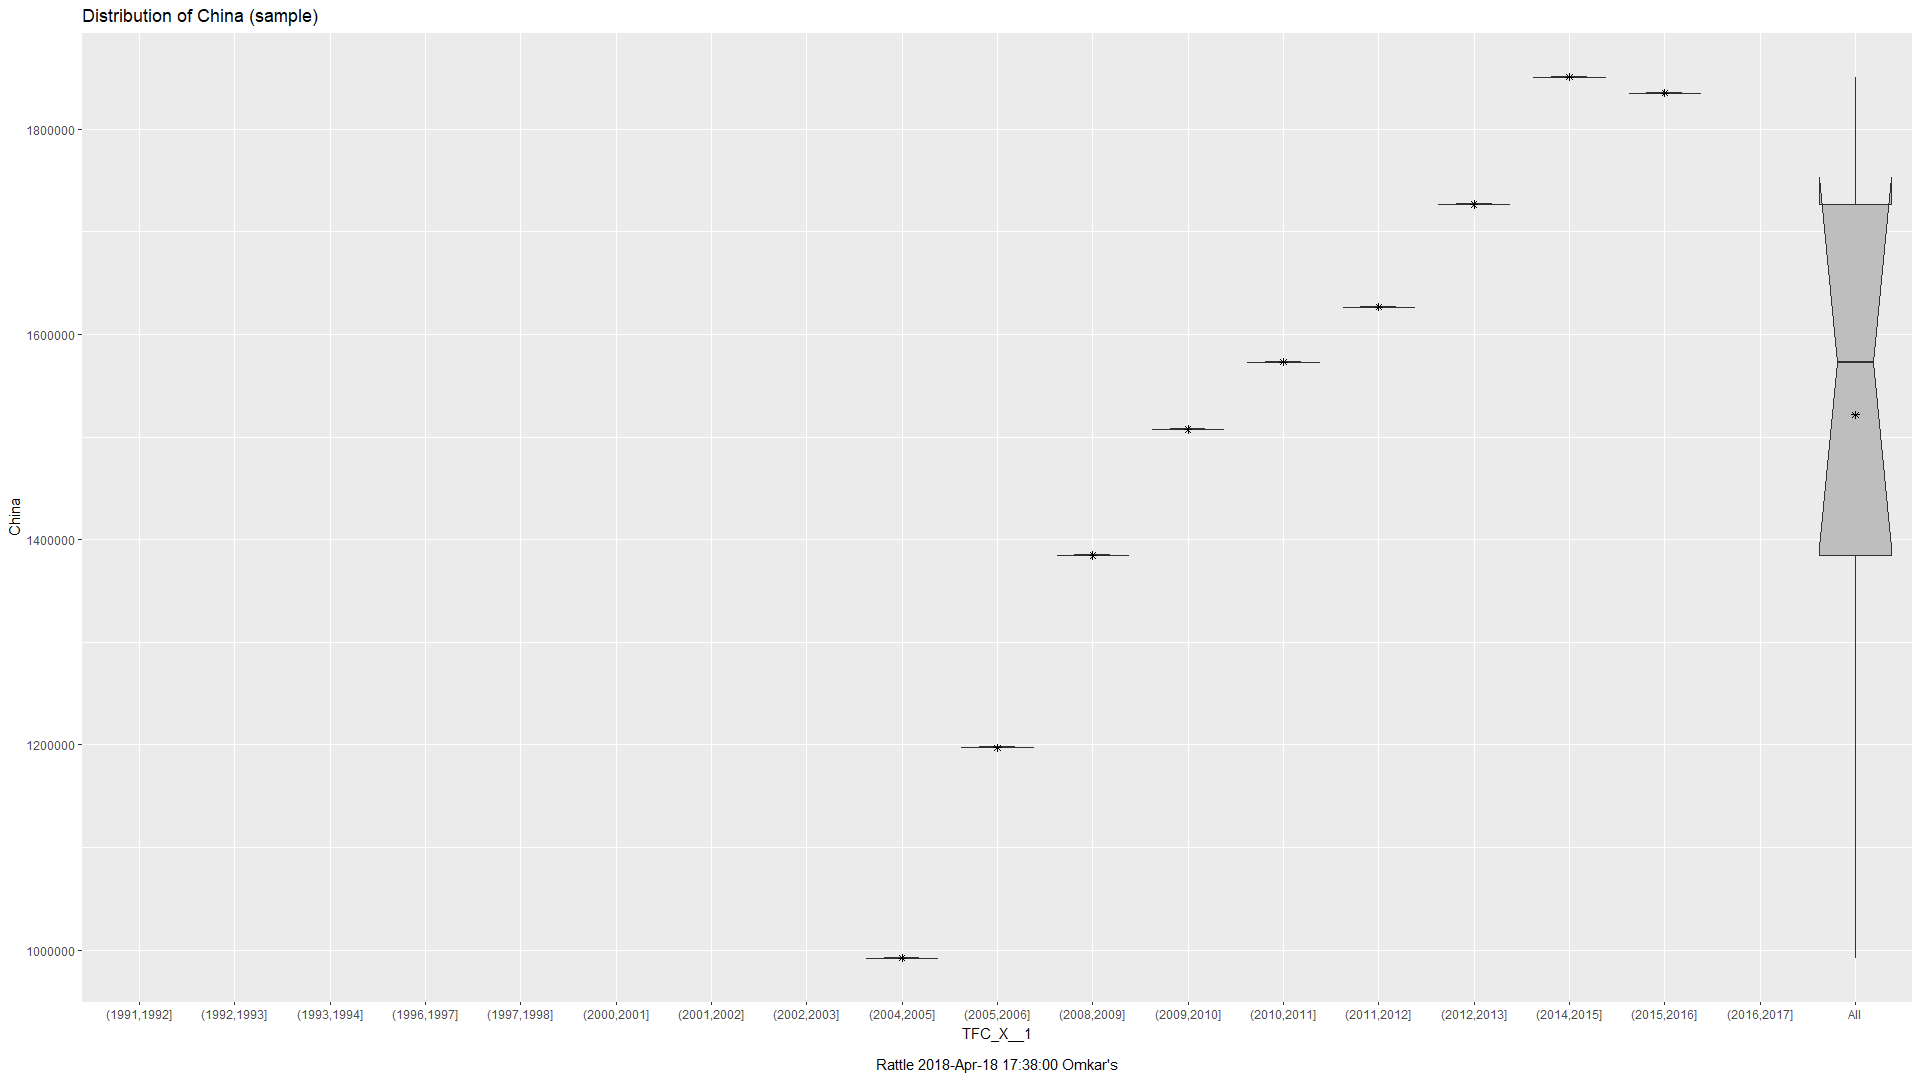 Distribution of China (sample)
China
1800000
1600000
1400000
1200000
1000000
(1991,1992] (1992,1993] (1993,1994] (1996,1997] (1997,1998] (2000,2001] (2001,2002] (2002,2003] (2004,2005] (2005,2006] (2008,2009] (2009,2010] (2010,2011] (2011,2012] (2012,2013] (2014,2015] (2015,2016] (2016,2017] All
TFC_X__1
Rattle 2018-Apr-18 17:38:00 Omkar's